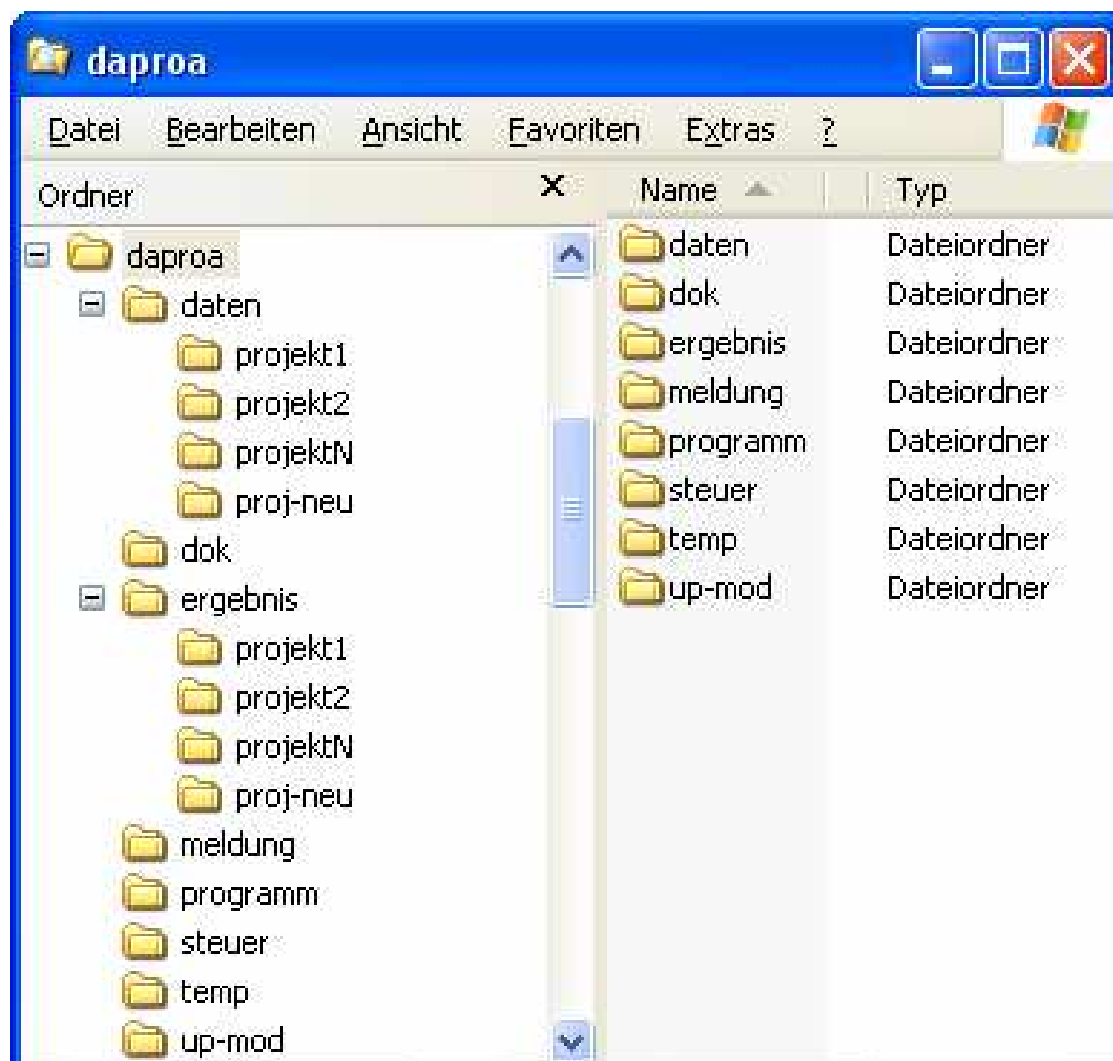 daproa
Datei Bearbeiten Ansicht Favoriten Extras ?
Ordner
daproa
daten
projekt1
projekt2
projektN
proj-neu
dok
ergebnis
projekt1
projekt2
projektN
proj-neu
meldung
programm
steuer
temp
up-mod
Name Typ
daten Dateiordner
dok Dateiordner
ergebnis Dateiordner
meldung Dateiordner
programm Dateiordner
steuer Dateiordner
temp Dateiordner
up-mod Dateiordner